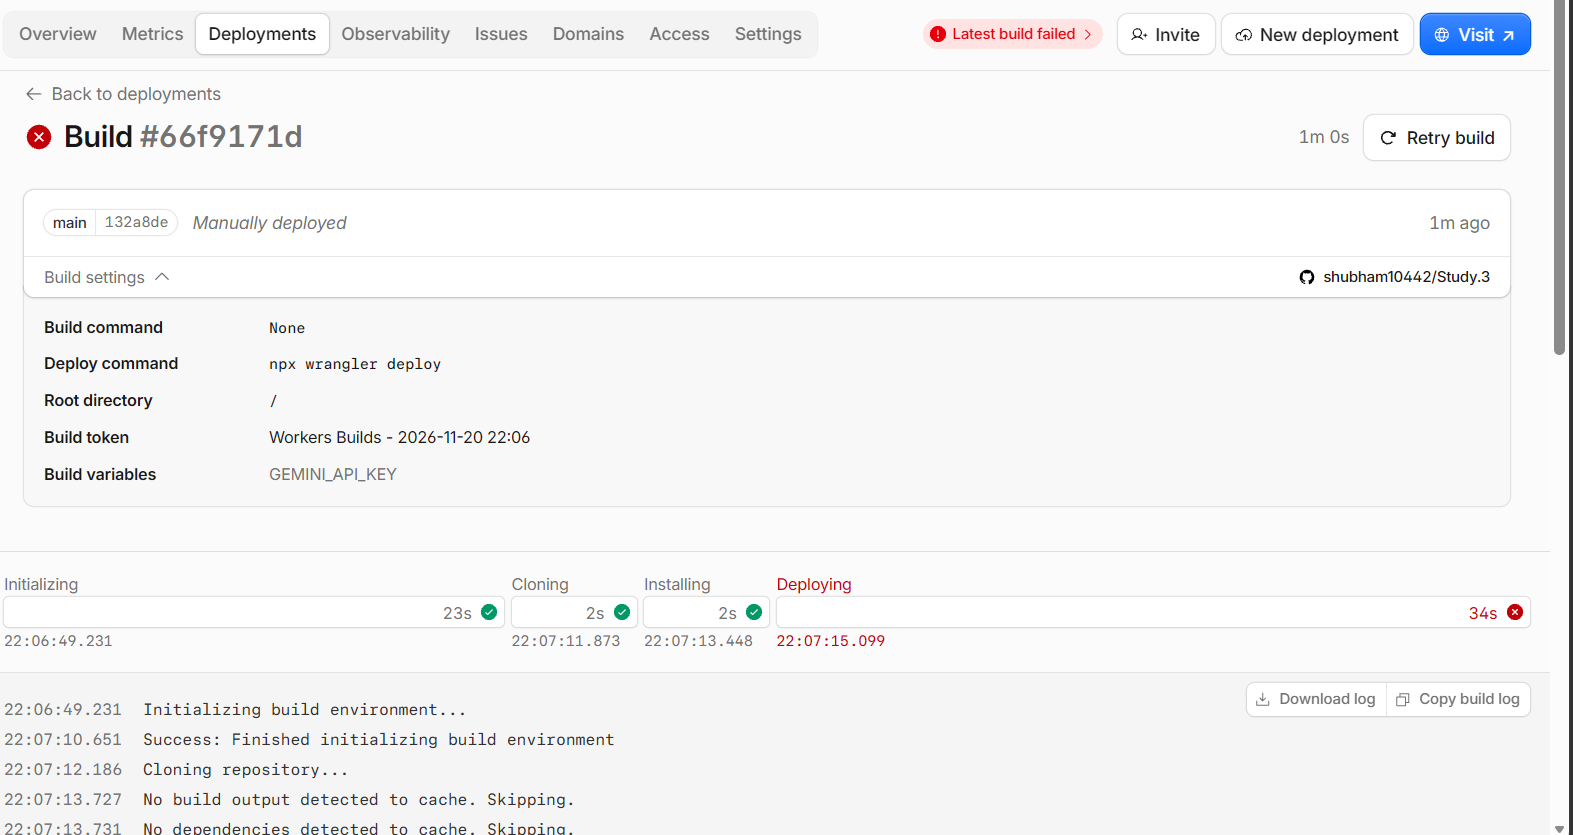 Overview Metrics Deployments Observability Issues Domains Access Settings Latest build failed Invite New deployment Visit
Back to deployments
Build #66f9171d 1m 0s Retry build
main 132a8de Manually deployed 1m ago
Build settings shubham10442/Study.3
Build command None
Deploy command npx wrangler deploy
Root directory /
Build token Workers Builds - 2026-11-20 22:06
Build variables GEMINI_API_KEY
Initializing Cloning Installing Deploying
23s 2s 2s 34s
22:06:49.231 22:07:11.873 22:07:13.448 22:07:15.099
Download log Copy build log
22:06:49.231 Initializing build environment...
22:07:10.651 Success: Finished initializing build environment
22:07:12.186 Cloning repository...
22:07:13.727 No build output detected to cache. Skipping.
22:07:13.731 No dependencies detected to cache. Skipping.